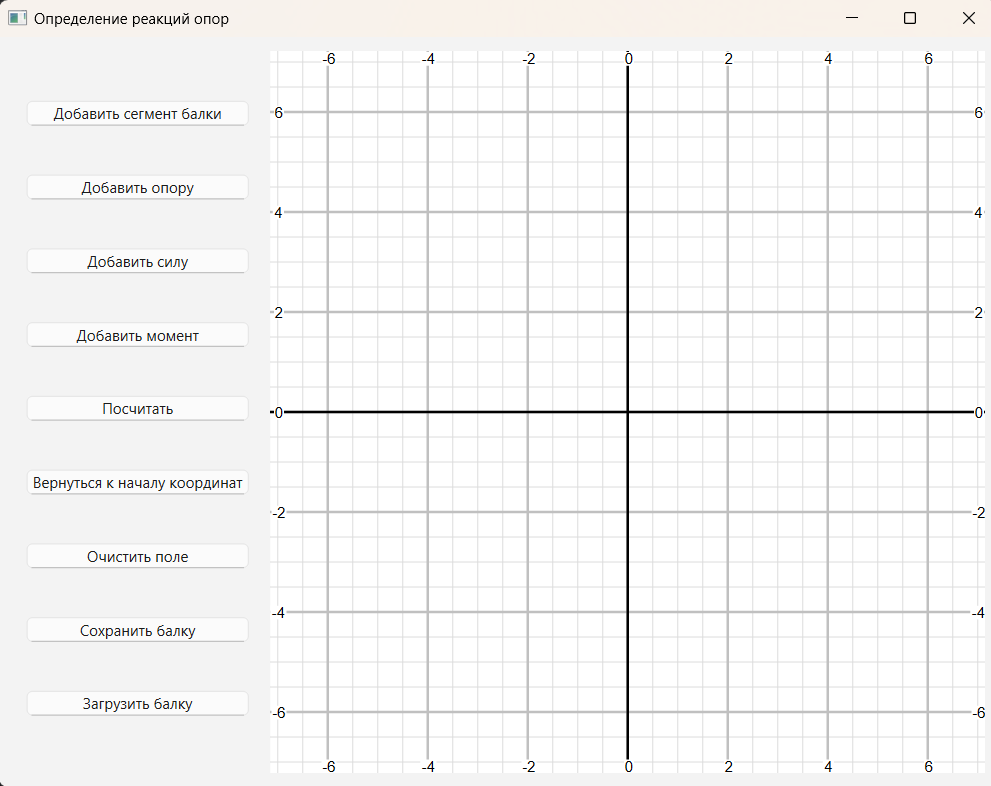 Определение реакций опор
-6 -4 -2 0 2 4 6
Добавить сегмент балки
6 6
Добавить опору
4 4
Добавить силу
2 2
Добавить момент
Посчитать
0 0
Вернуться к началу координат
-2 -2
Очистить поле
-4 -4
Сохранить балку
Загрузить балку
-6 -6
-6 -4 -2 0 2 4 6